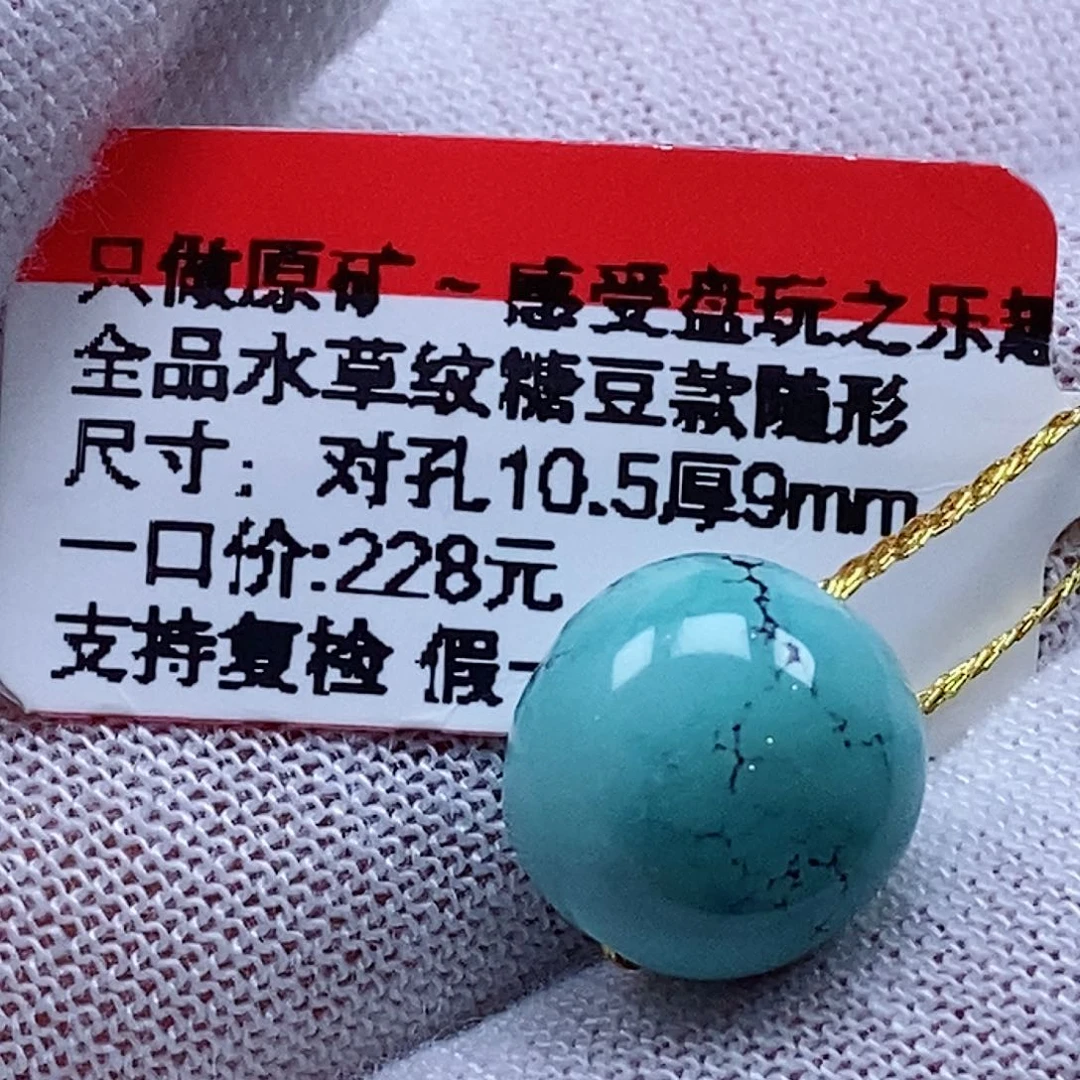 只做原矿~感受盘玩之乐趣
全品水草纹糖豆款随形
尺寸：对孔10.5厚9mm
一口价:228元
支持复检 假一